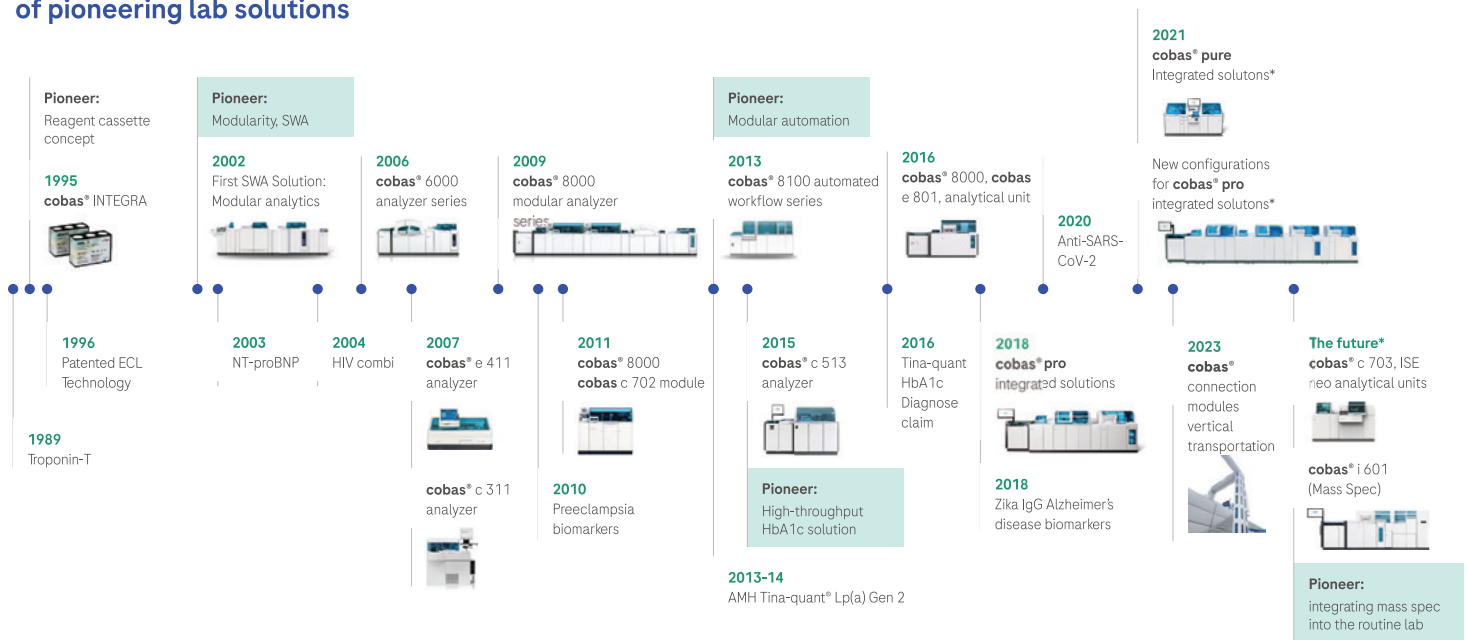 of pioneering lab solutions
Pioneer:
Reagent cassette
concept
1995
cobas® INTEGRA
Pioneer:
Modularity, SWA
2002
First SWA Solution:
Modular analytics
2006
cobas® 6000
analyzer series
2009
cobas® 8000
modular analyzer
series
Pioneer:
Modular automation
2013
cobas® 8100 automated
workflow series
2016
cobas® 8000, cobas
e 801, analytical unit
2020
Anti-SARS-
CoV-2
2021
cobas® pure
Integrated solutons*
New configurations
for cobas® pro
integrated solutons*
1989
Troponin-T
1996
Patented ECL
Technology
2003
NT-proBNP
2004
HIV combi
2007
cobas® e 411
analyzer
cobas® c 311
analyzer
2010
Preeclampsia
biomarkers
2011
cobas® 8000
cobas c 702 module
2013-14
AMH Tina-quant® Lp(a) Gen 2
2015
cobas® c 513
analyzer
Pioneer:
High-throughput
HbA1c solution
2016
Tina-quant
HbA1c
Diagnose
claim
2018
cobas® pro
integrated solutions
2018
Zika IgG Alzheimer's
disease biomarkers
2023
cobas®
connection
modules
vertical
transportation
The future*
cobas® c 703, ISE
neo analytical units
cobas® i 601
(Mass Spec)
Pioneer:
integrating mass spec
into the routine lab